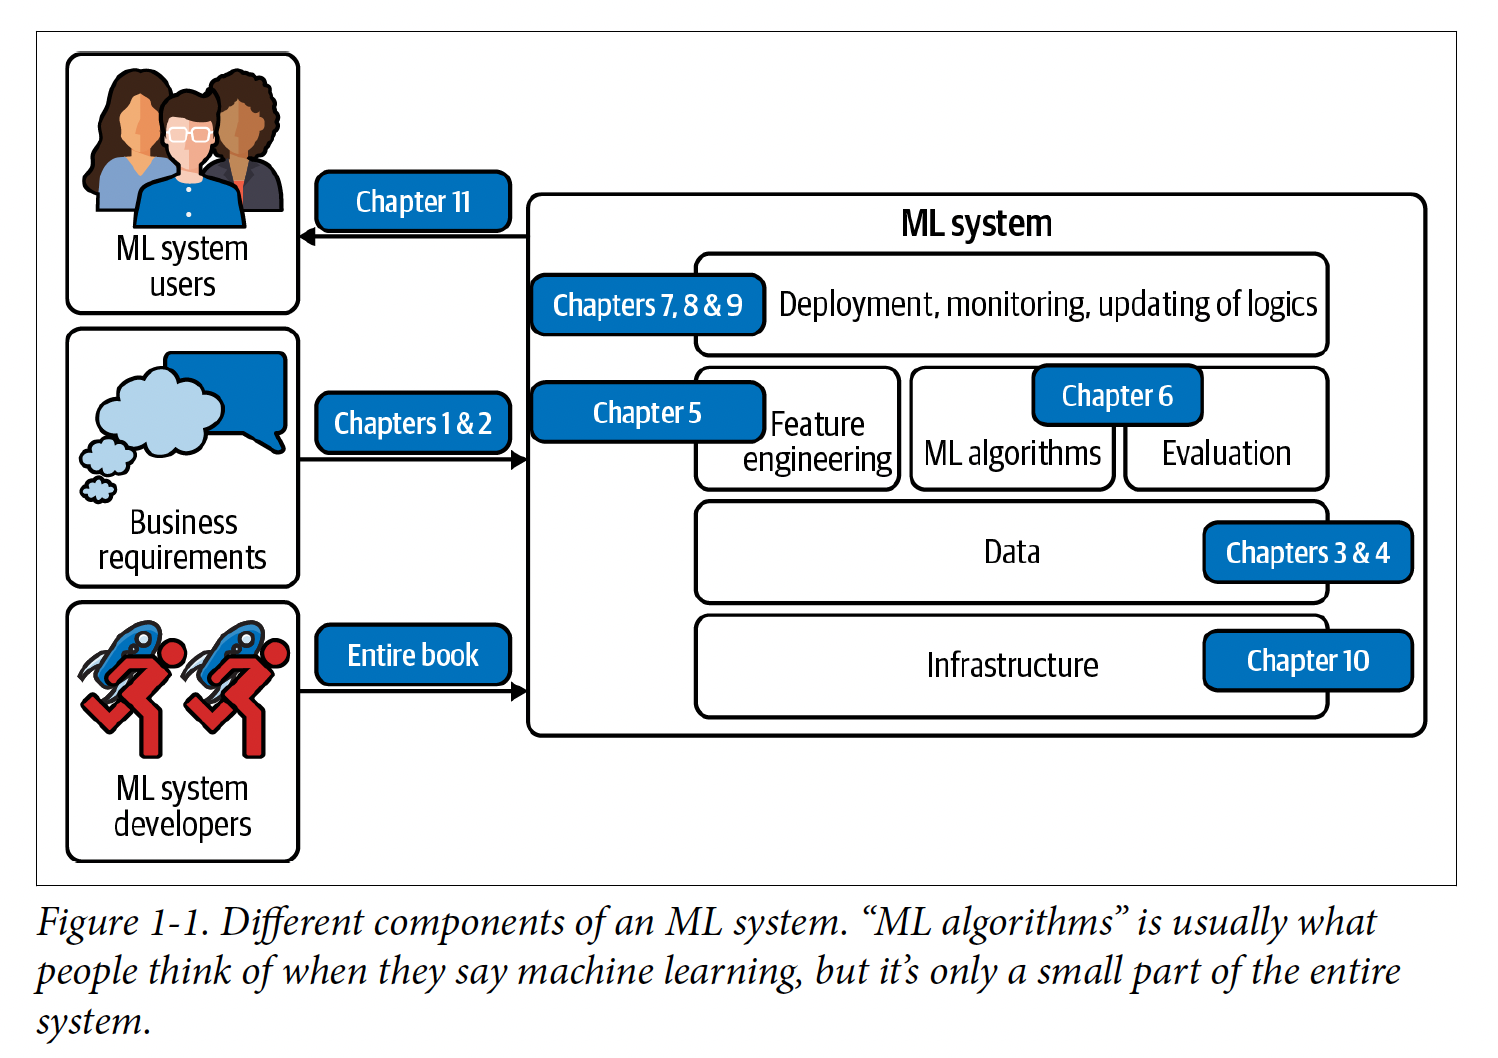 ML system
users
Chapter 11
Business
requirements
Chapters 1 & 2
ML system
developers
Entire book
ML system
Chapters 7, 8 & 9
Deployment, monitoring, updating of logics
Chapter 5
Feature
engineering
Chapter 6
ML algorithms
Evaluation
Data
Chapters 3 & 4
Infrastructure
Chapter 10
Figure 1-1. Different components of an ML system. “ML algorithms” is usually what
people think of when they say machine learning, but it’s only a small part of the entire
system.